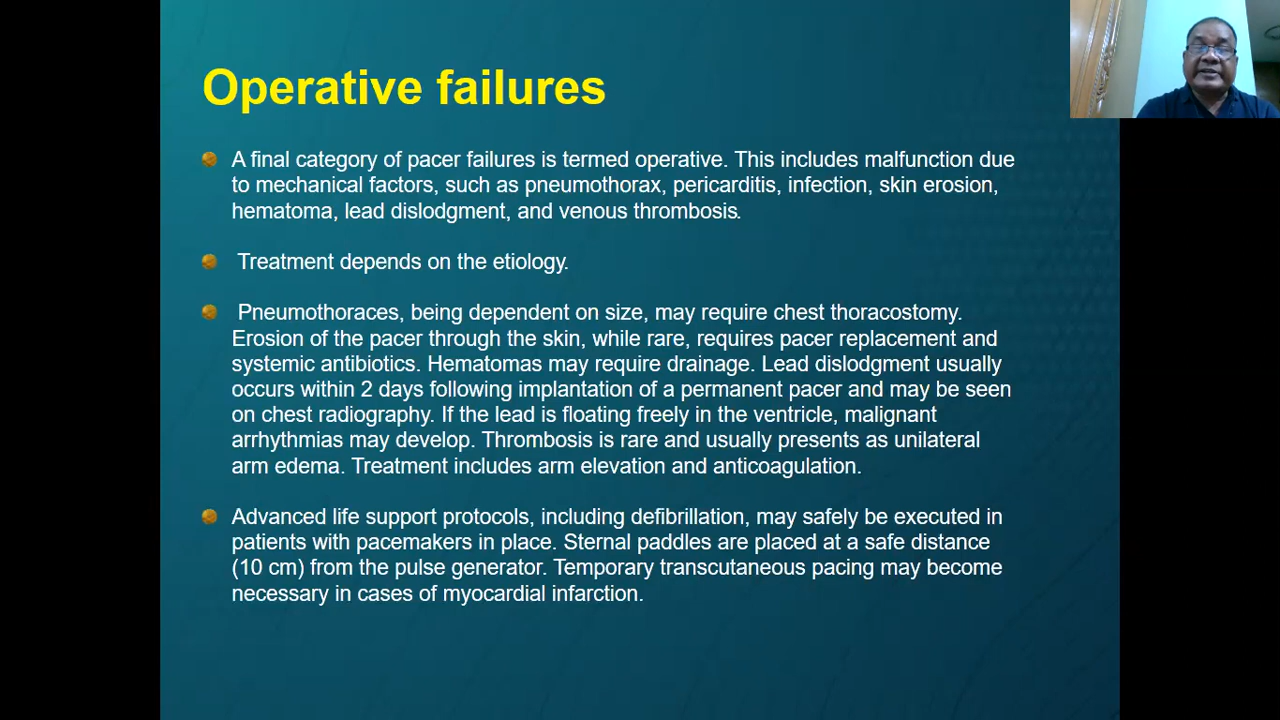 Operative failures
A final category of pacer failures is termed operative. This includes malfunction due
to mechanical factors, such as pneumothorax, pericarditis, infection, skin erosion,
hematoma, lead dislodgment, and venous thrombosis.
Treatment depends on the etiology.
Pneumothoraces, being dependent on size, may require chest thoracostomy.
Erosion of the pacer through the skin, while rare, requires pacer replacement and
systemic antibiotics. Hematomas may require drainage. Lead dislodgment usually
occurs within 2 days following implantation of a permanent pacer and may be seen
on chest radiography. If the lead is floating freely in the ventricle, malignant
arrhythmias may develop. Thrombosis is rare and usually presents as unilateral
arm edema. Treatment includes arm elevation and anticoagulation.
Advanced life support protocols, including defibrillation, may safely be executed in
patients with pacemakers in place. Sternal paddles are placed at a safe distance
(10 cm) from the pulse generator. Temporary transcutaneous pacing may become
necessary in cases of myocardial infarction.